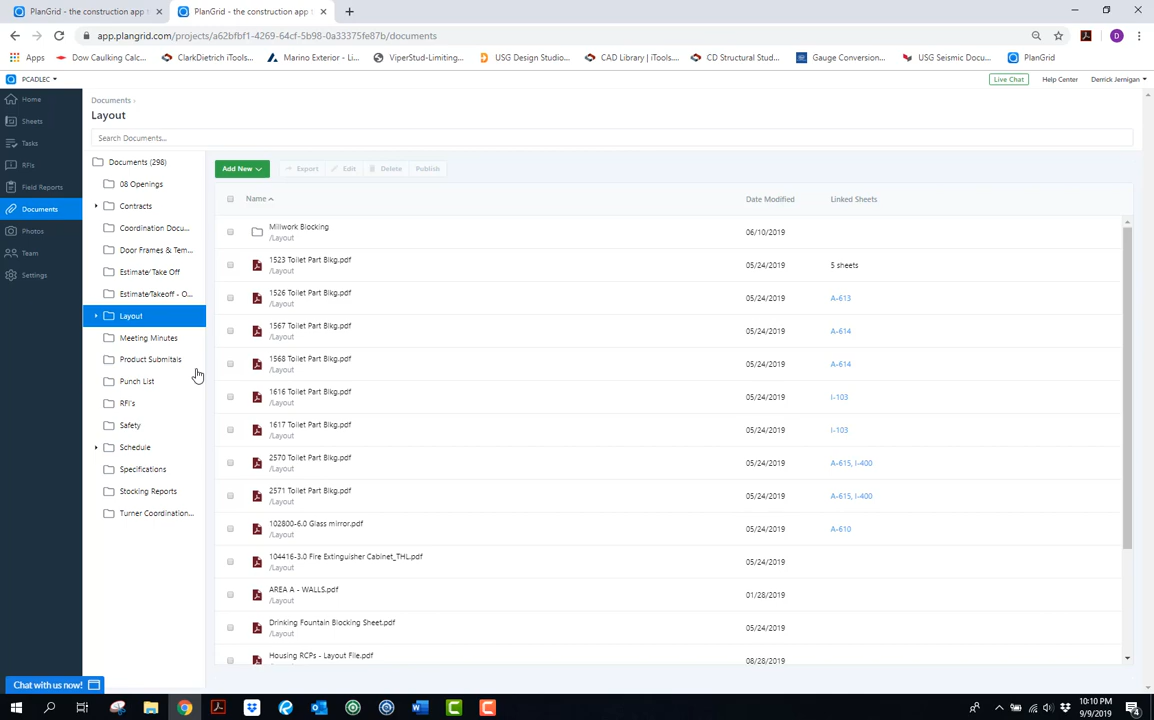 PlanGrid - the construction app f
PlanGrid - the construction app f
app.plangrid.com/projects/a62bfbf1-4269-64cf-5b98-0a33375fe87b/documents
D
Apps
Dow Caulking Calc...
ClarkDietrich iTools...
Marino Exterior - Li...
ViperStud-Limiting...
USG Design Studio...
CAD Library | iTools...
CD Structural Stud...
Gauge Conversion...
USG Seismic Docu...
PlanGrid
PCADLEC
Live Chat
Help Center
Derrick Jernigan
Home
Sheets
Tasks
RFIs
Field Reports
Documents
Photos
Team
Settings
Documents ›
Layout
Search Documents...
Documents (298)
08 Openings
Contracts
Coordination Docu...
Door Frames & Tem...
Estimate/ Take Off
Estimate/Takeoff - O...
Layout
Meeting Minutes
Product Submitals
Punch List
RFI's
Safety
Schedule
Specifications
Stocking Reports
Turner Coordination...
Add New
Export
Edit
Delete
Publish
Name
Date Modified
Linked Sheets
Millwork Blocking
/Layout
06/10/2019
1523 Toilet Part Blkg.pdf
/Layout
05/24/2019
5 sheets
1526 Toilet Part Blkg.pdf
/Layout
05/24/2019
A-613
1567 Toilet Part Blkg.pdf
/Layout
05/24/2019
A-614
1568 Toilet Part Blkg.pdf
/Layout
05/24/2019
A-614
1616 Toilet Part Blkg.pdf
/Layout
05/24/2019
I-103
1617 Toilet Part Blkg.pdf
/Layout
05/24/2019
I-103
2570 Toilet Part Blkg.pdf
/Layout
05/24/2019
A-615, I-400
2571 Toilet Part Blkg.pdf
/Layout
05/24/2019
A-615, I-400
102800-6.0 Glass mirror.pdf
/Layout
05/24/2019
A-610
104416-3.0 Fire Extinguisher Cabinet_THL.pdf
/Layout
05/24/2019
AREA A - WALLS.pdf
/Layout
01/28/2019
Drinking Fountain Blocking Sheet.pdf
/Layout
05/24/2019
Housing RCPs - Layout File.pdf
08/28/2019
Chat with us now!
10:10 PM
9/9/2019
4